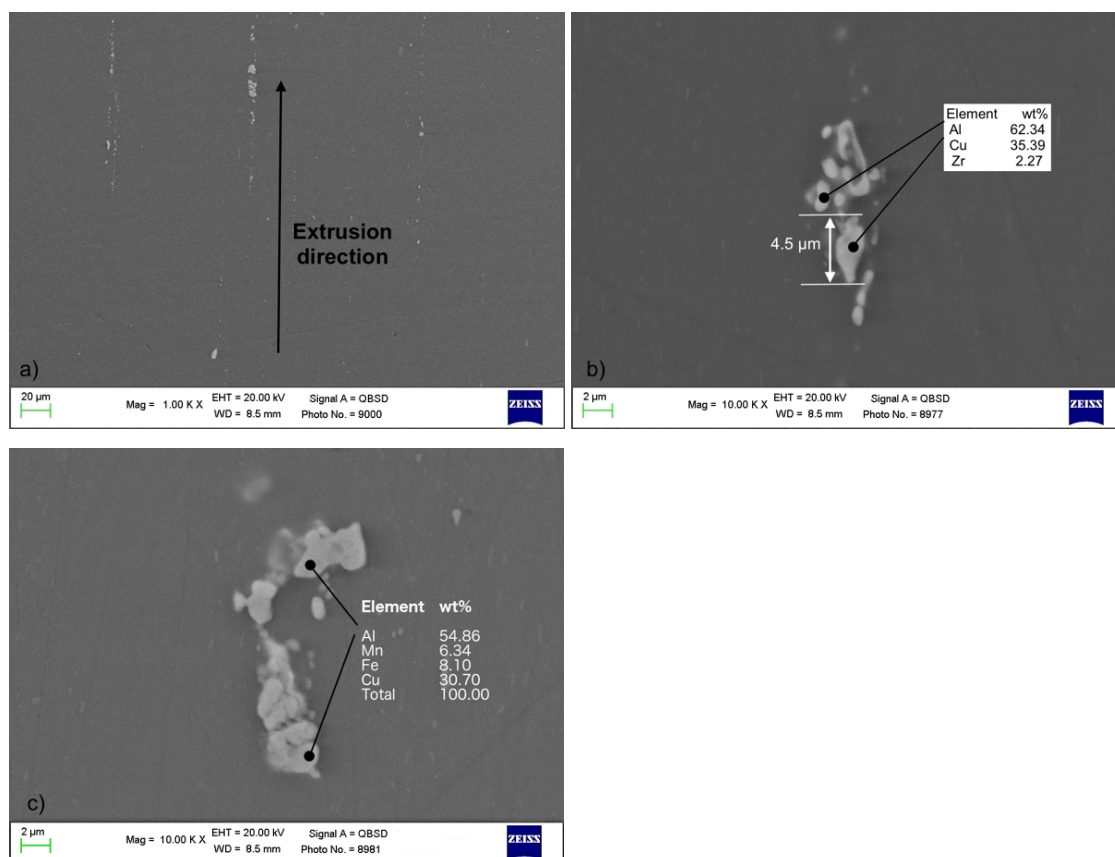 Extrusion
direction
a)
20 µm
Mag = 1.00 K X
EHT = 20.00 kV
WD = 8.5 mm
Signal A = QBSD
Photo No. = 9000
ZEISS
Element wt%
Al 62.34
Cu 35.39
Zr 2.27
4.5 µm
b)
2 µm
Mag = 10.00 K X
EHT = 20.00 kV
WD = 8.5 mm
Signal A = QBSD
Photo No. = 8977
ZEISS
Element wt%
Al 54.86
Mn 6.34
Fe 8.10
Cu 30.70
Total 100.00
c)
2 µm
Mag = 10.00 K X
EHT = 20.00 kV
WD = 8.5 mm
Signal A = QBSD
Photo No. = 8981
ZEISS